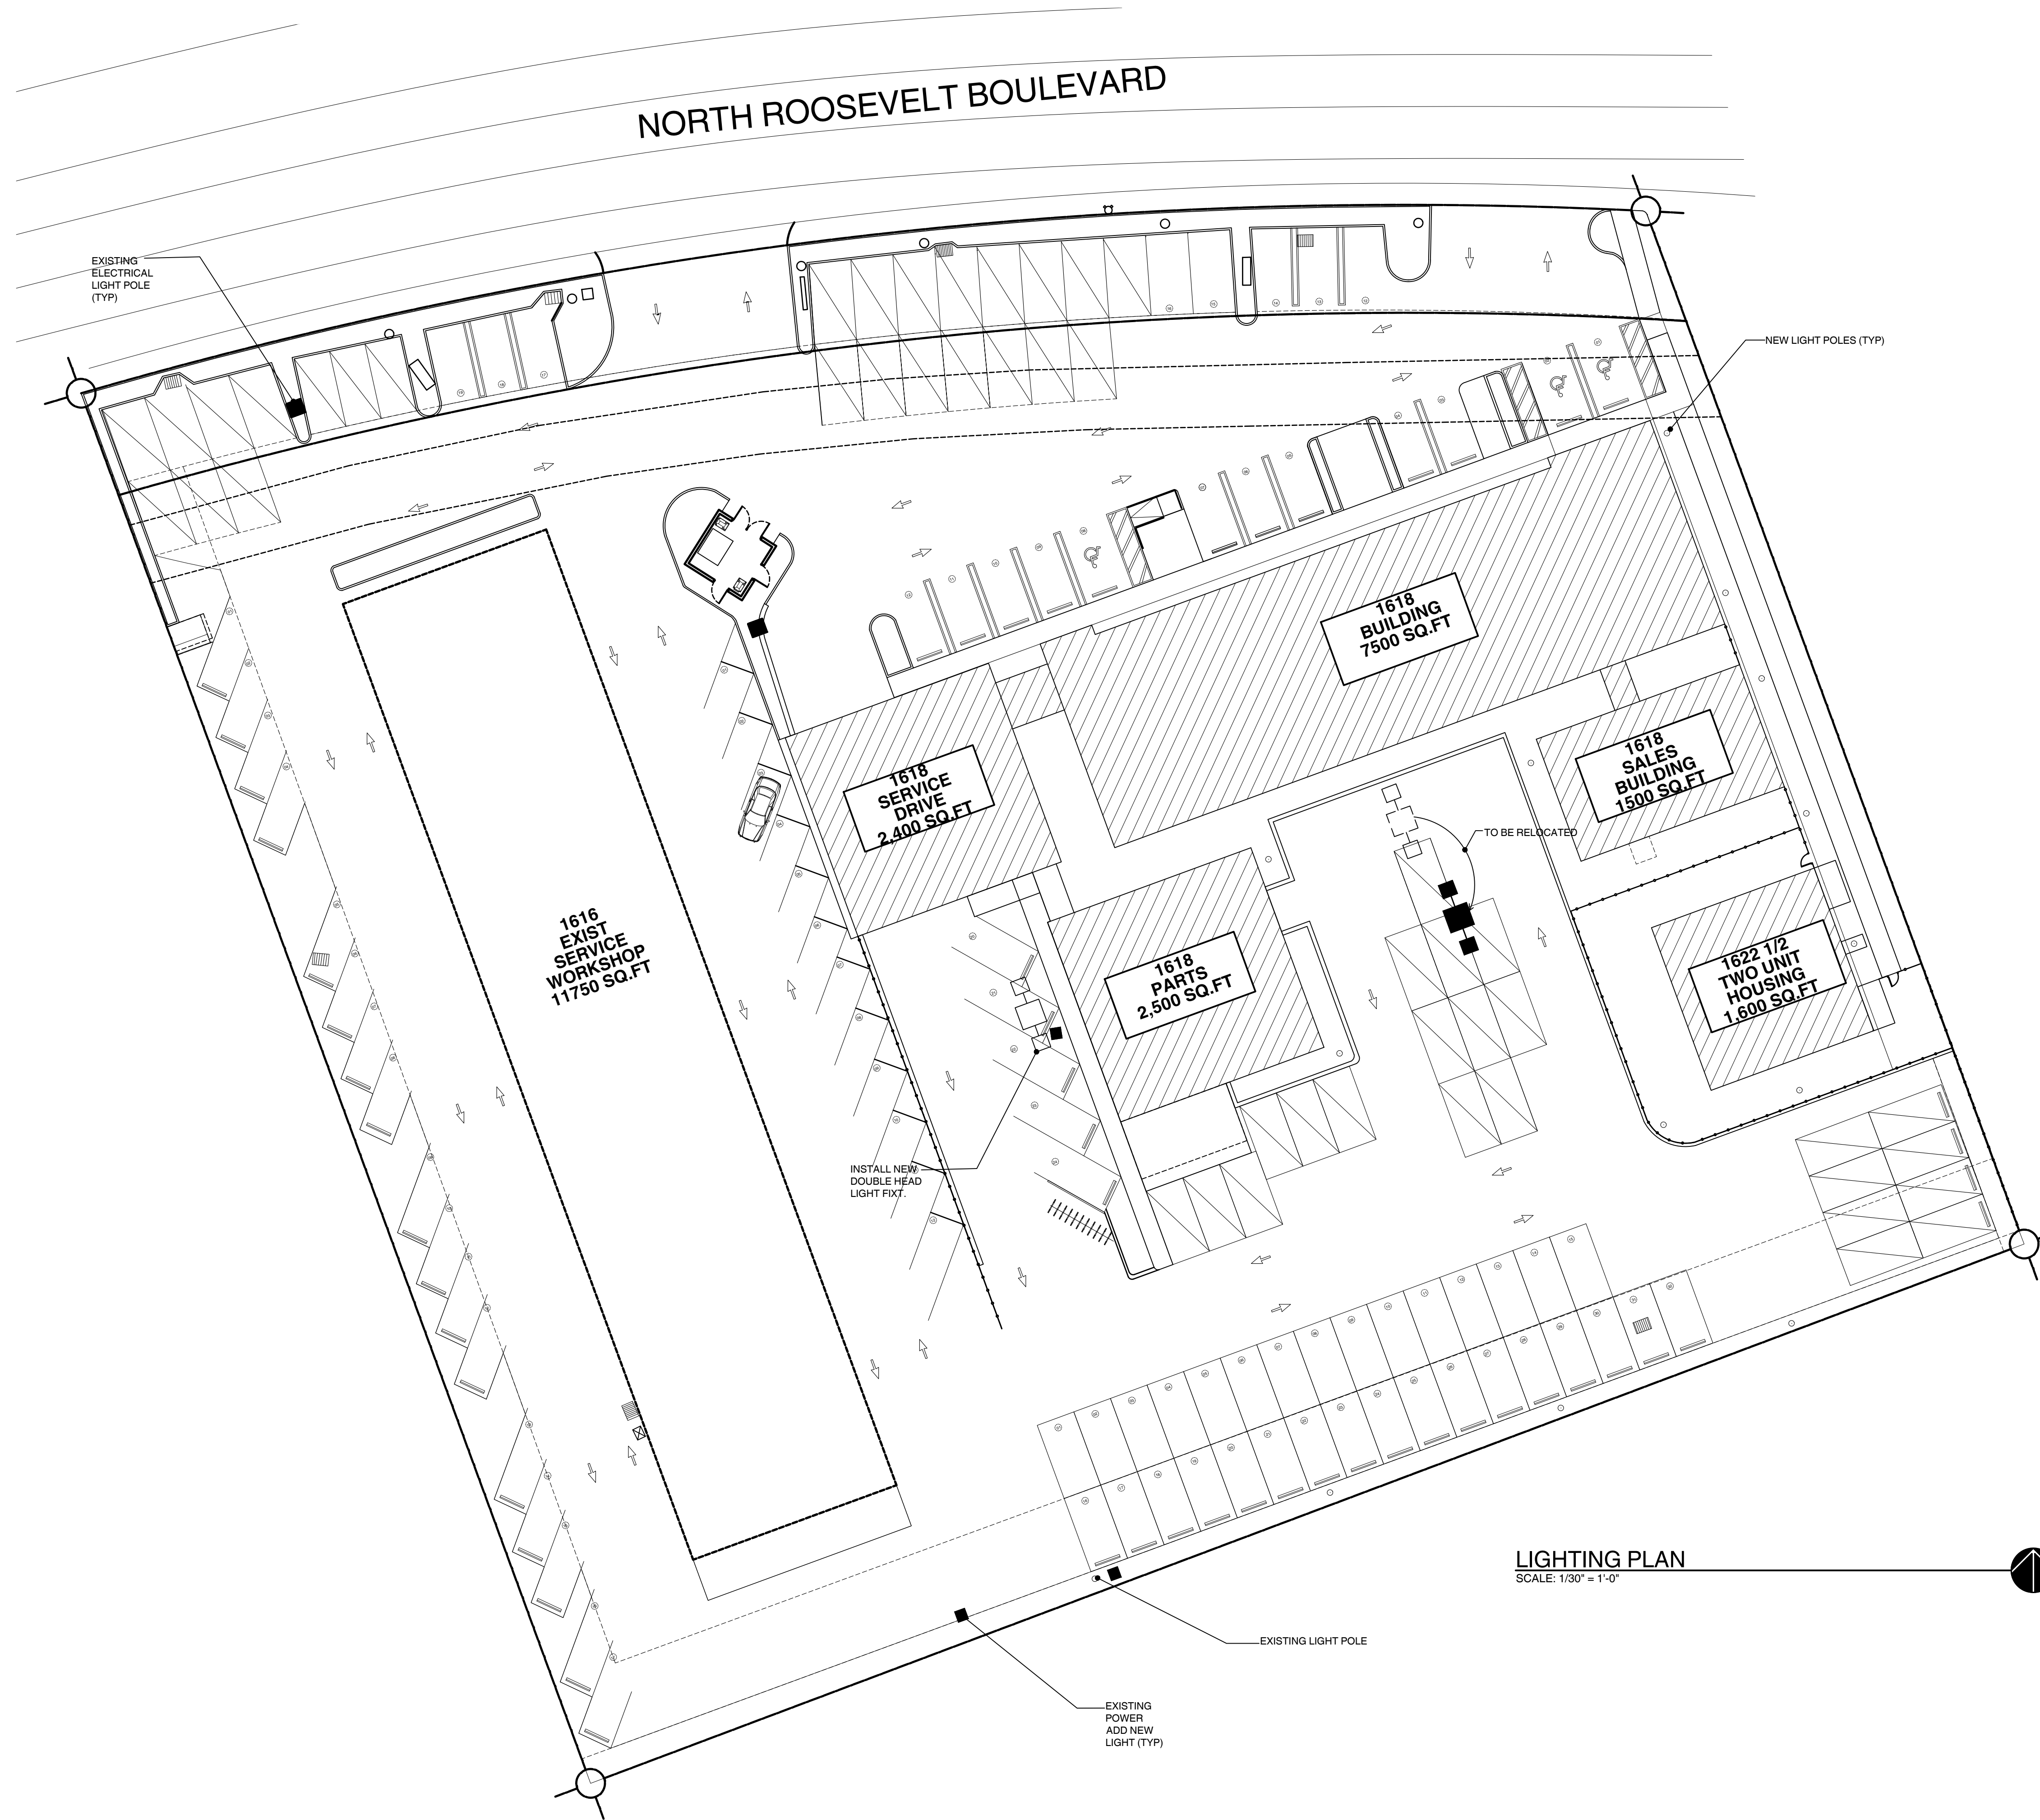 NORTH ROOSEVELT BOULEVARD
EXISTING
ELECTRICAL
LIGHT POLE
(TYP)
NEW LIGHT POLES (TYP)
1618
BUILDING
7500 SQ.FT
1618
SALES
BUILDING
1500 SQ.FT
1618
SERVICE
DRIVE
2,400 SQ.FT
TO BE RELOCATED
1616
EXIST
SERVICE
WORKSHOP
11750 SQ.FT
1618
PARTS
2,500 SQ.FT
1622 1/2
TWO UNIT
HOUSING
1,600 SQ.FT
INSTALL NEW
DOUBLE HEAD
LIGHT FIXT.
LIGHTING PLAN
SCALE: 1/30" = 1'-0"
EXISTING LIGHT POLE
EXISTING
POWER
ADD NEW
LIGHT (TYP)